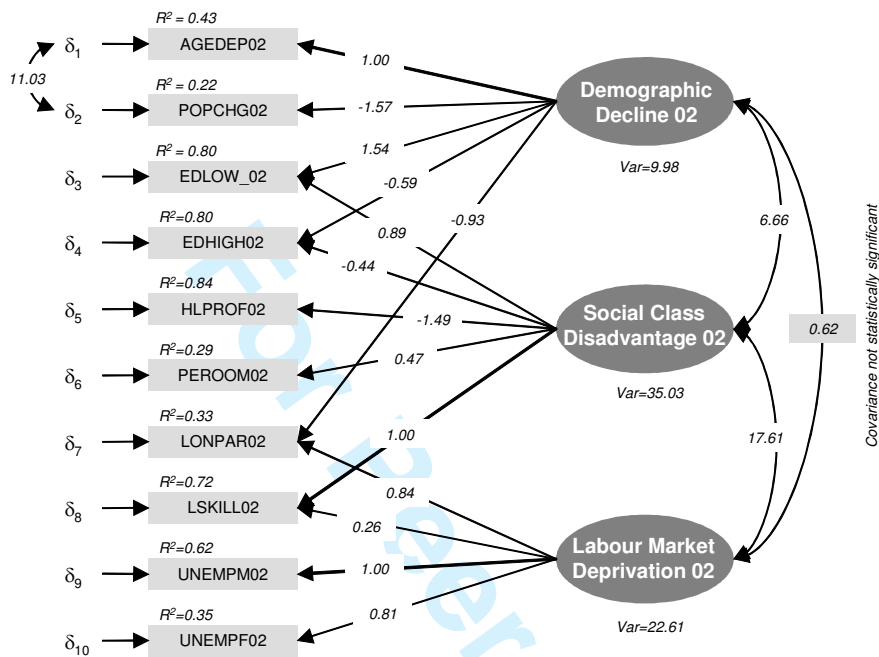 R² = 0.43
δ₁
AGEDEP02
11.03
R² = 0.22
δ₂
POPCHG02
R² = 0.80
δ₃
EDLOW_02
R²=0.80
δ₄
EDHIGH02
R²=0.84
δ₅
HLPROF02
R²=0.29
δ₆
PEROOM02
R²=0.33
δ₇
LONPAR02
R²=0.72
δ₈
LSKILL02
R²=0.62
δ₉
UNEMPM02
R²=0.35
δ₁₀
UNEMPF02
1.00
-1.57
1.54
-0.59
-0.93
0.89
-0.44
-1.49
0.47
1.00
0.84
0.26
1.00
0.81
Demographic
Decline 02
Var=9.98
Social Class
Disadvantage 02
Var=35.03
Labour Market
Deprivation 02
Var=22.61
6.66
17.61
0.62
Covariance not statistically significant
For Peer